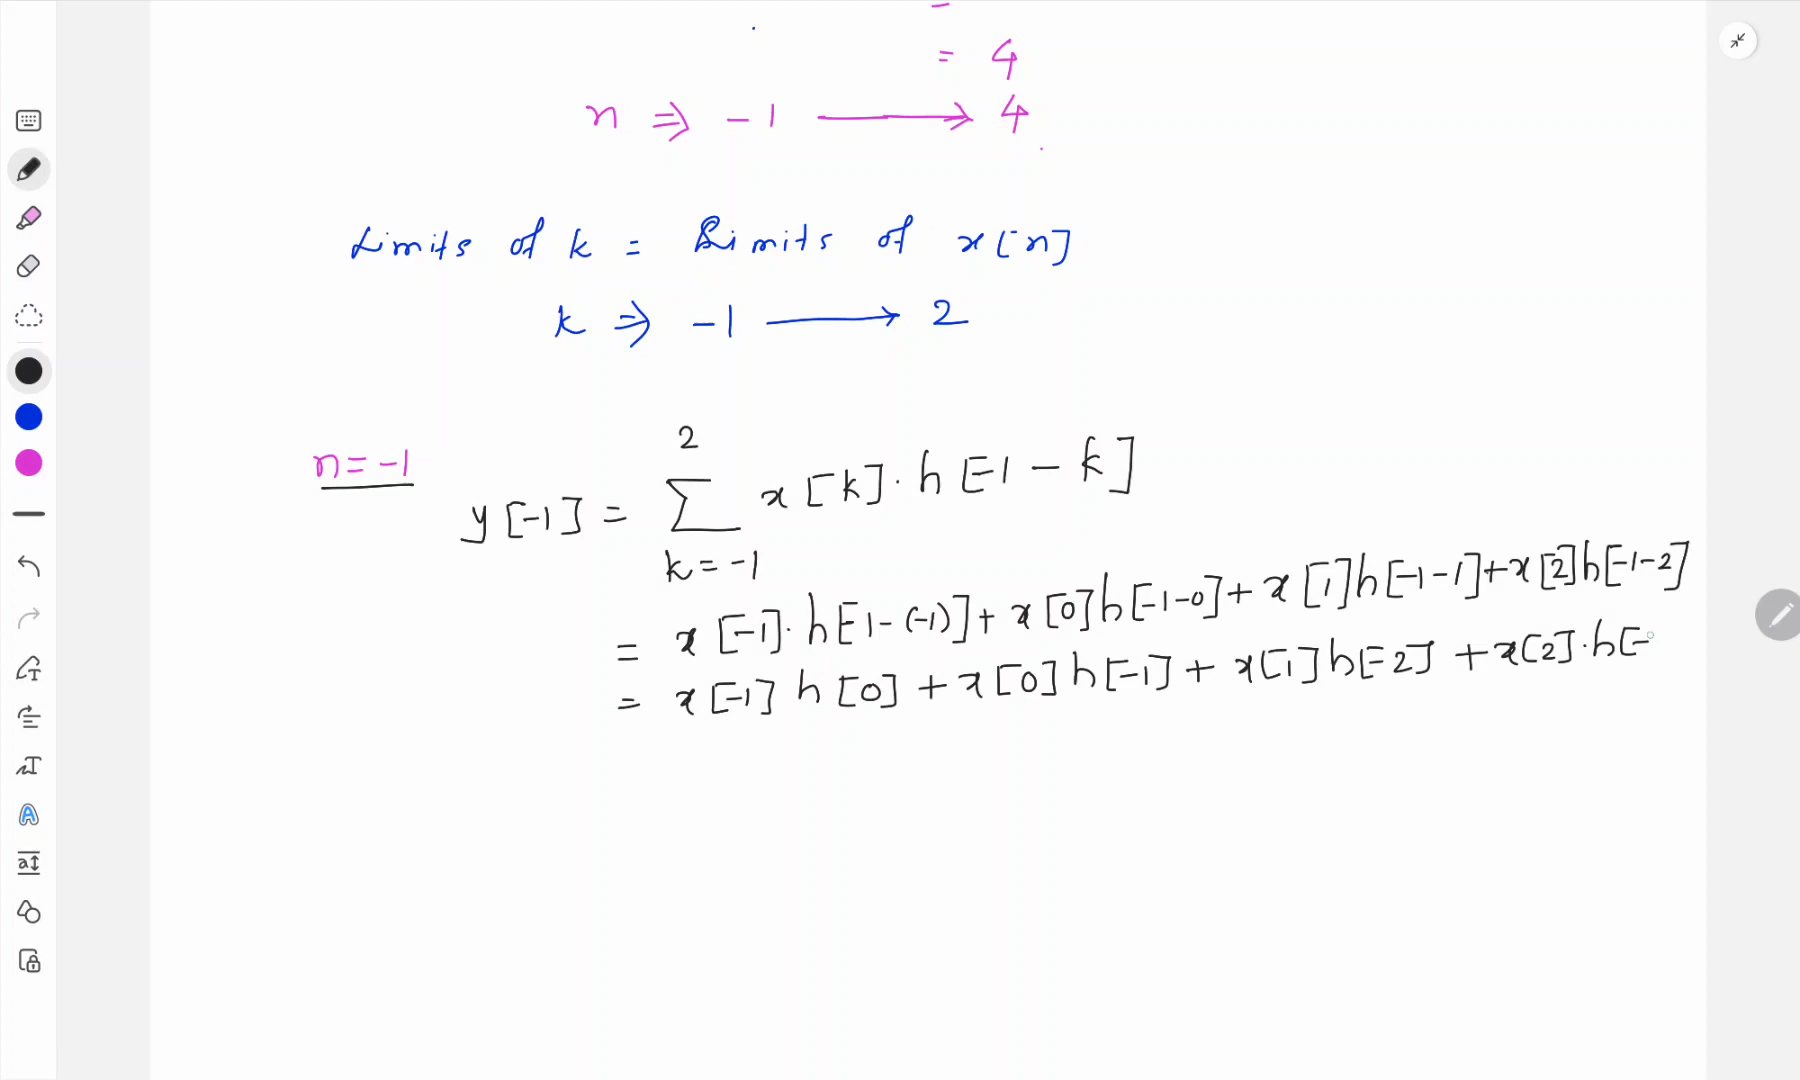 = 4
n ⇒ -1 ⟶ 4
Limits of k = Limits of x[n]
k ⇒ -1 ⟶ 2
n = -1
2
y[-1] = ∑ x[k]. h[-1 - k]
k = -1
= x[-1]. h[-1-(-1)] + x[0] h[-1-0] + x[1] h[-1-1] + x[2] h[-1-2]
= x[-1] h[0] + x[0] h[-1] + x[1] h[-2] + x[2]. h[-